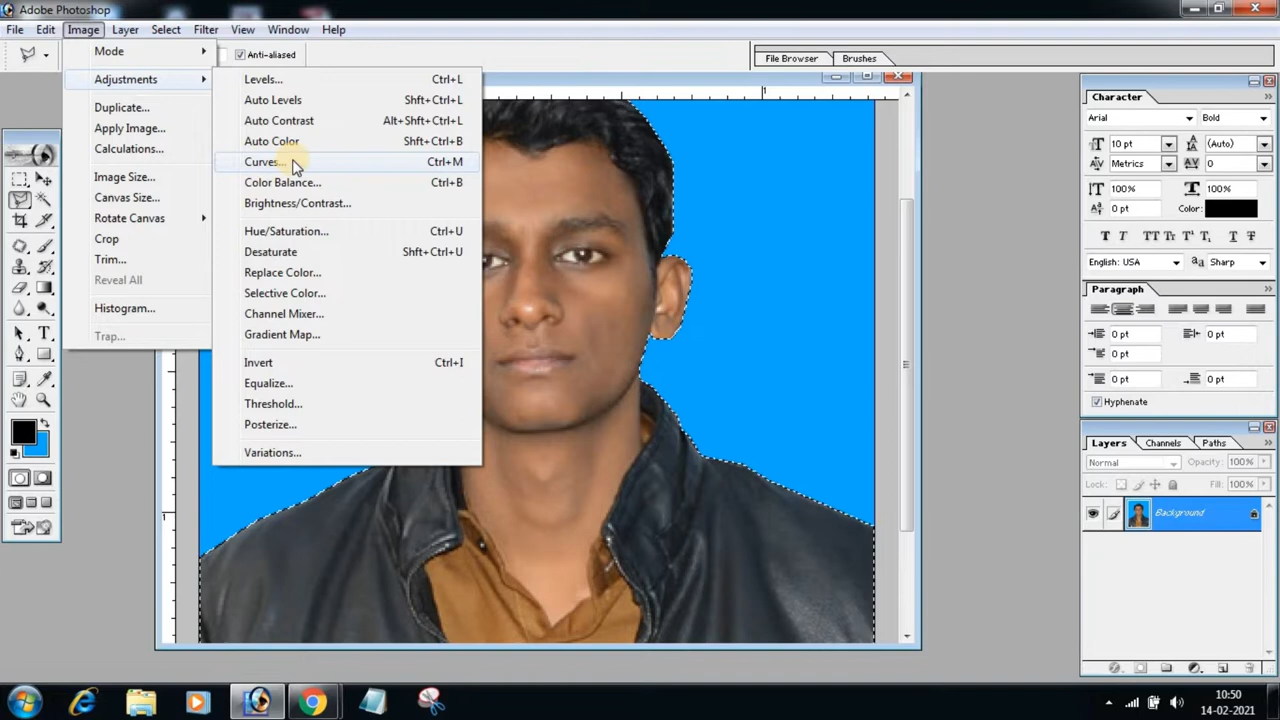 Adobe Photoshop
File Edit Image Layer Select Filter View Window Help
Anti-aliased
File Browser Brushes
Mode
Adjustments
Duplicate...
Apply Image...
Calculations...
Image Size...
Canvas Size...
Rotate Canvas
Crop
Trim...
Reveal All
Histogram...
Trap...
Levels... Ctrl+L
Auto Levels Shft+Ctrl+L
Auto Contrast Alt+Shft+Ctrl+L
Auto Color Shft+Ctrl+B
Curves... Ctrl+M
Color Balance... Ctrl+B
Brightness/Contrast...
Hue/Saturation... Ctrl+U
Desaturate Shft+Ctrl+U
Replace Color...
Selective Color...
Channel Mixer...
Gradient Map...
Invert Ctrl+I
Equalize...
Threshold...
Posterize...
Variations...
1
1
Character
Arial Bold
10 pt (Auto)
Metrics 0
100% 100%
0 pt Color:
T T TT Tr T' T, T T
English: USA aa Sharp
Paragraph
0 pt 0 pt
0 pt
0 pt 0 pt
Hyphenate
Layers Channels Paths
Normal Opacity: 100%
Lock: Fill: 100%
Background
10:50
14-02-2021